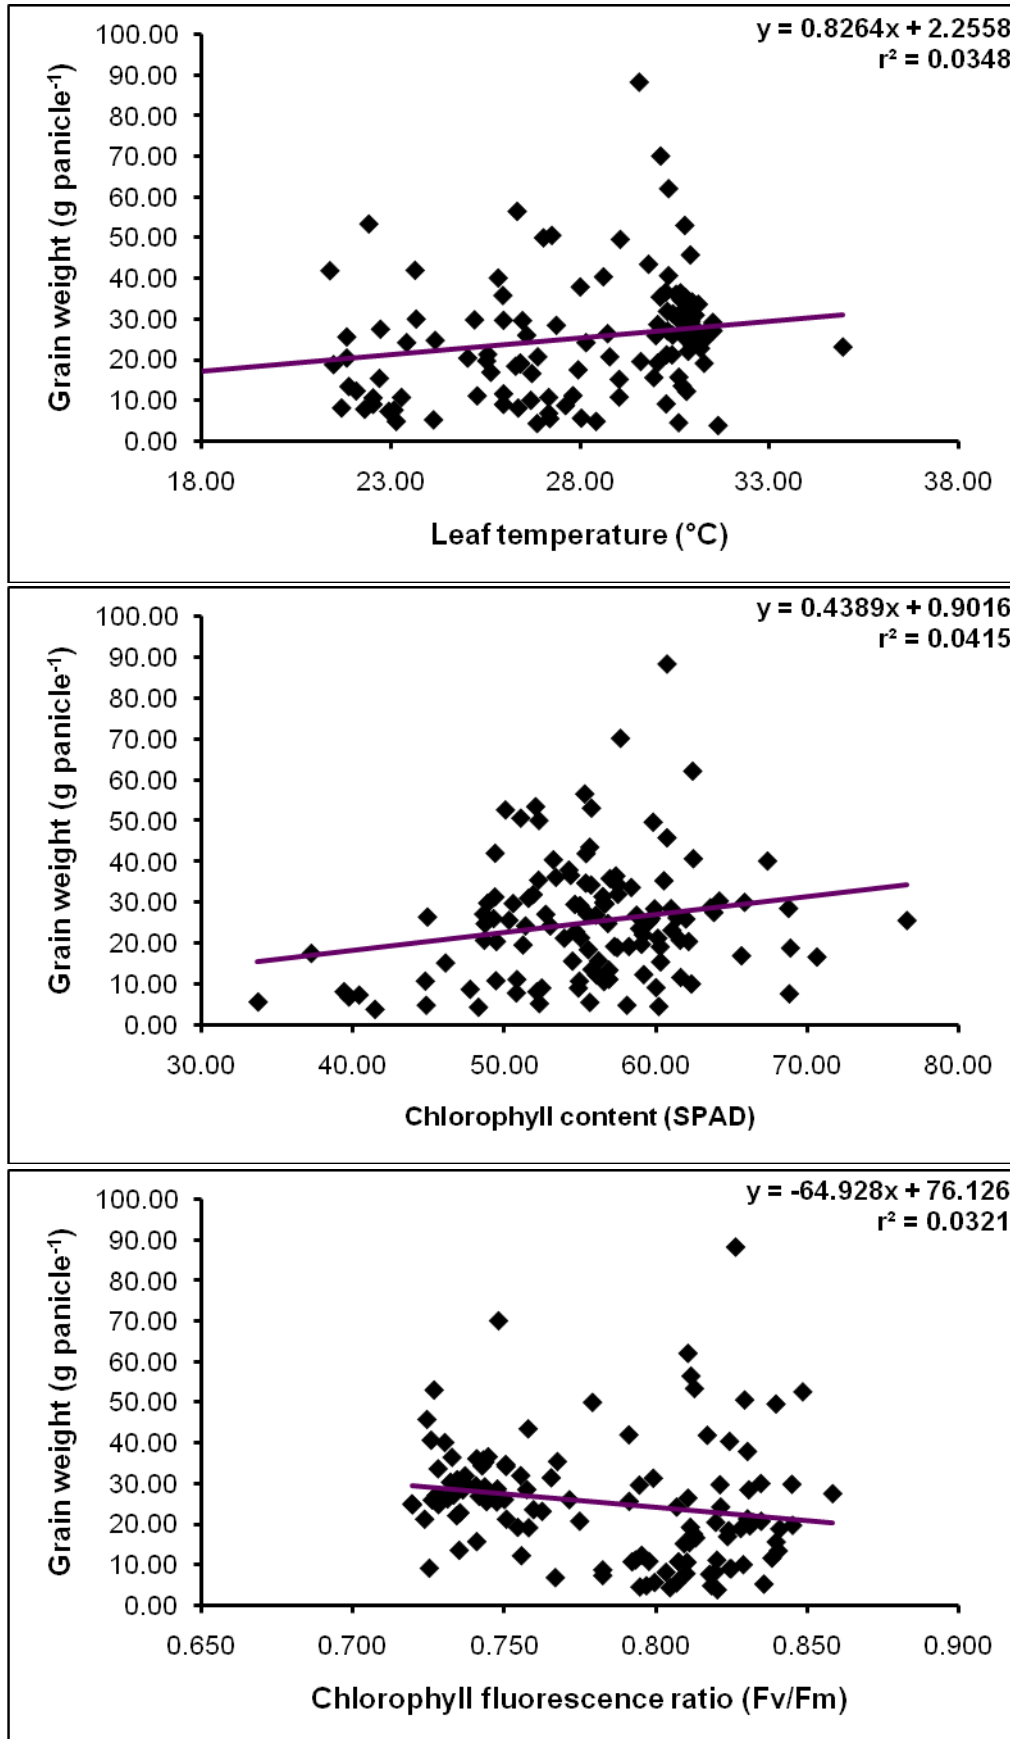 y = 0.8264x + 2.2558
r² = 0.0348
100.00
90.00
80.00
70.00
60.00
50.00
40.00
30.00
20.00
10.00
0.00
Grain weight (g panicle⁻¹)
18.00 23.00 28.00 33.00 38.00
Leaf temperature (°C)
y = 0.4389x + 0.9016
r² = 0.0415
100.00
90.00
80.00
70.00
60.00
50.00
40.00
30.00
20.00
10.00
0.00
Grain weight (g panicle⁻¹)
30.00 40.00 50.00 60.00 70.00 80.00
Chlorophyll content (SPAD)
y = -64.928x + 76.126
r² = 0.0321
100.00
90.00
80.00
70.00
60.00
50.00
40.00
30.00
20.00
10.00
0.00
Grain weight (g panicle⁻¹)
0.650 0.700 0.750 0.800 0.850 0.900
Chlorophyll fluorescence ratio (Fv/Fm)